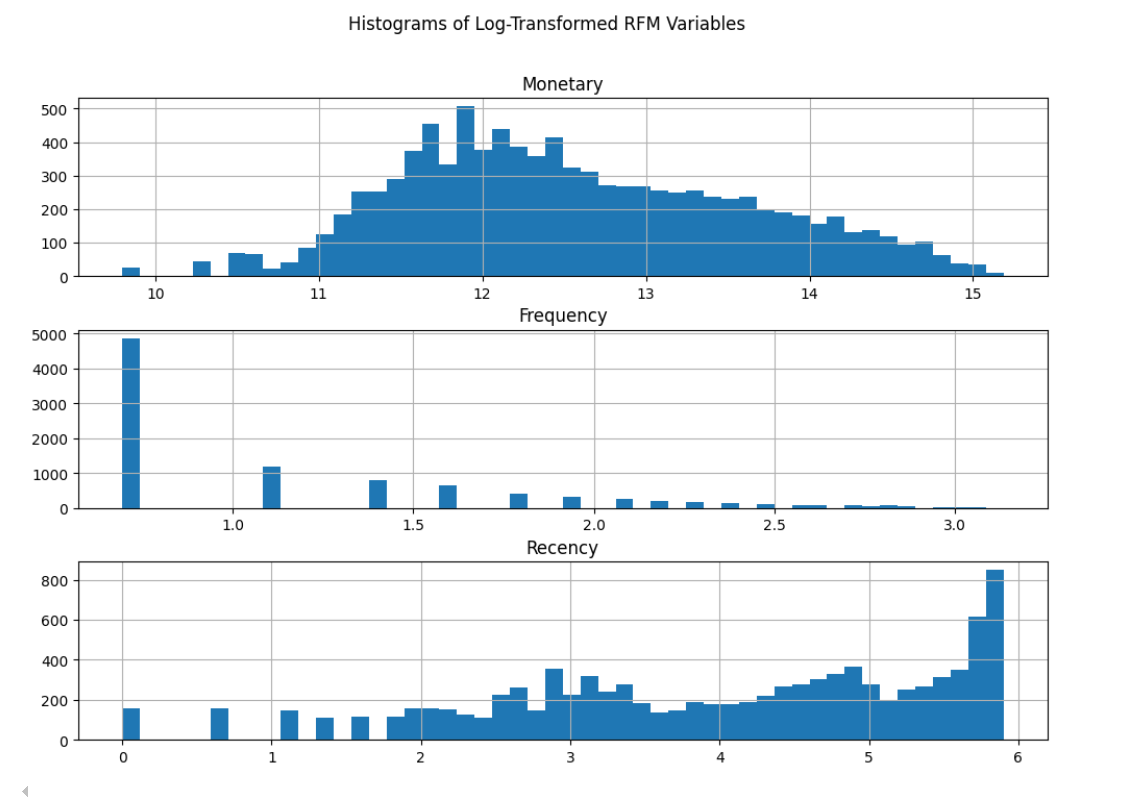 Histograms of Log-Transformed RFM Variables
Monetary
500
400
300
200
100
0
10 11 12 13 14 15
Frequency
5000
4000
3000
2000
1000
0
1.0 1.5 2.0 2.5 3.0
Recency
800
600
400
200
0
0 1 2 3 4 5 6